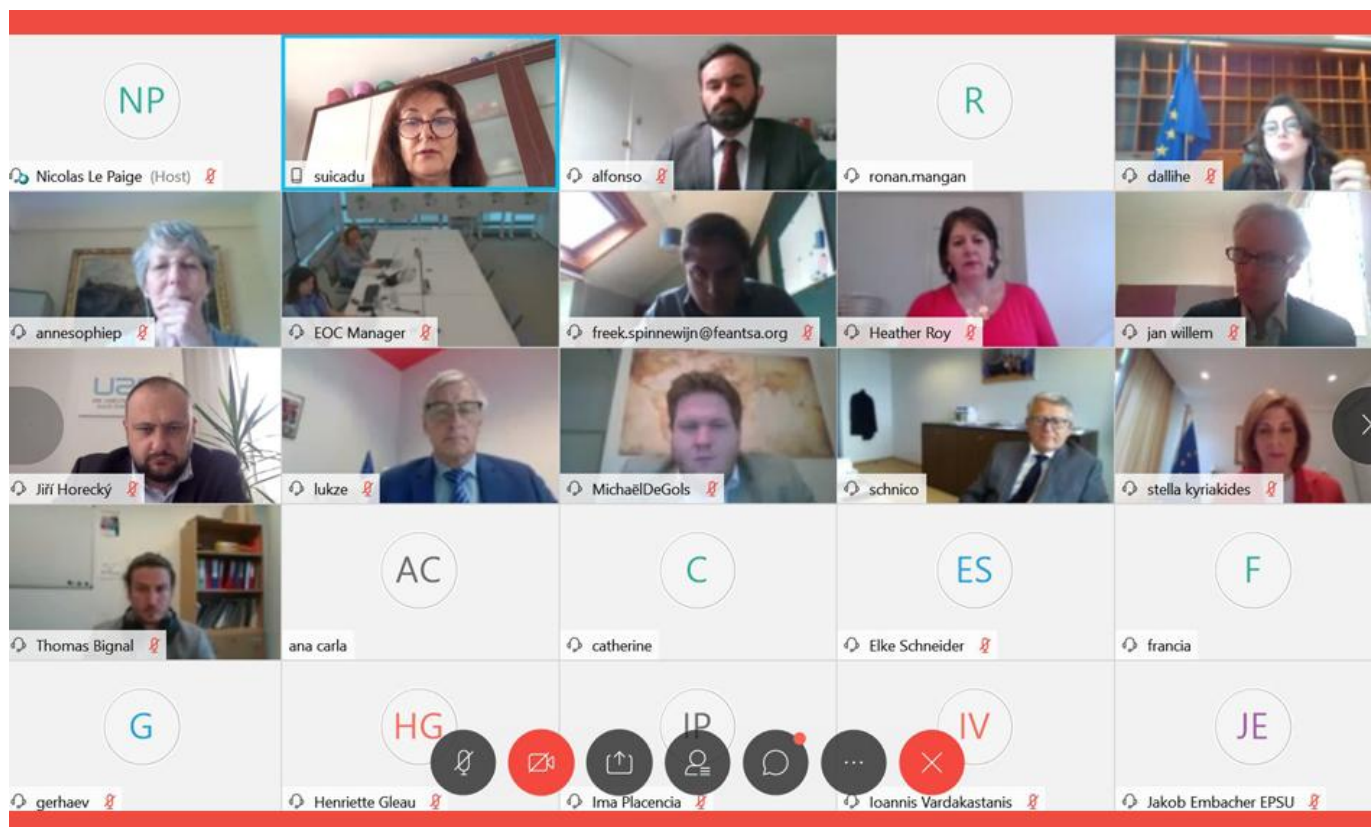 NP
R
Nicolas Le Paige (Host)
suicadu
alfonso
ronan.mangan
dallihe
annesophiep
EOC Manager
freek.spinnewijn@feantsa.org
Heather Roy
jan willem
Jiří Horecký
lukze
MichaëlDeGols
schnico
stella kyriakides
AC
C
ES
F
Thomas Bignal
ana carla
catherine
Elke Schneider
francia
G
HG
IP
IV
JE
gerhaev
Henriette Gleau
Ima Placencia
Ioannis Vardakastanis
Jakob Embacher EPSU